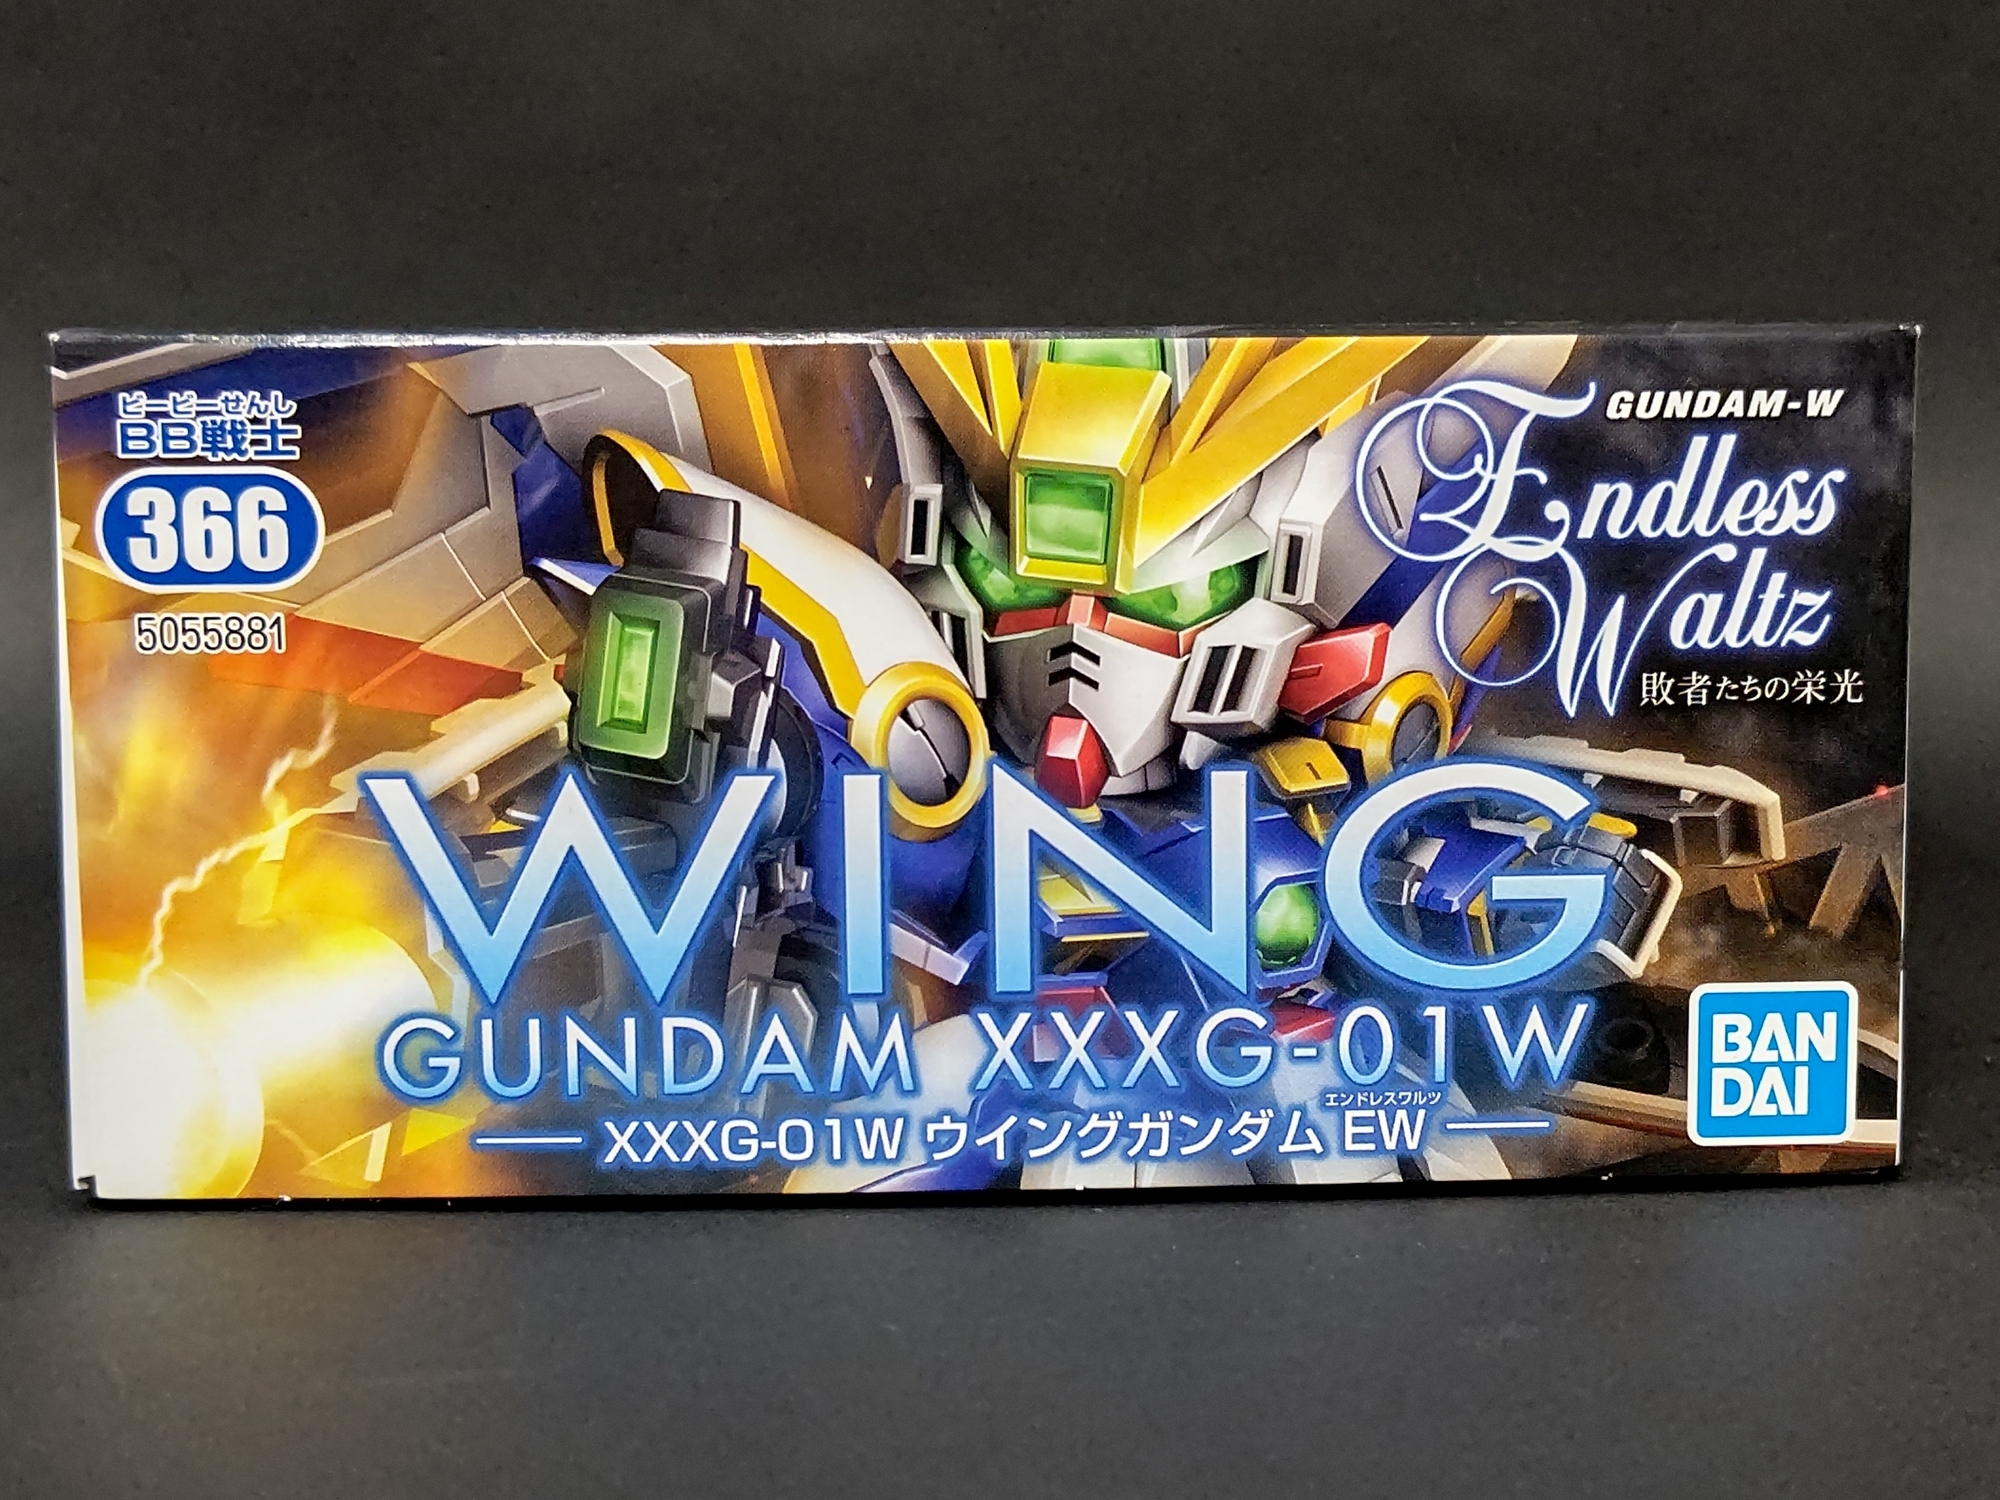 ビービーせんし
BB戦士
366
5055881
GUNDAM-W
Endless
Waltz
敗者たちの栄光
WING
GUNDAM XXXG-01W
エンドレスワルツ
XXXG-01W ウイングガンダム EW
BAN
DAI